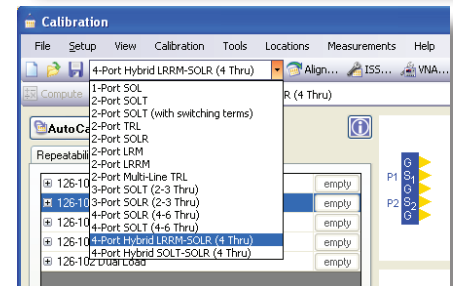 Calibration
File Setup View Calibration Tools Locations Measurements Help
4-Port Hybrid LRRM-SOLR (4 Thru) Align... ISS... VNA...
Compute R (4 Thru)
1-Port SOL
2-Port SOLT
2-Port SOLT (with switching terms)
2-Port TRL
2-Port SOLR
2-Port LRM
2-Port LRRM
2-Port Multi-Line TRL
3-Port SOLT (2-3 Thru)
3-Port SOLR (2-3 Thru)
4-Port SOLR (4-6 Thru)
4-Port SOLT (4-6 Thru)
4-Port Hybrid LRRM-SOLR (4 Thru)
4-Port Hybrid SOLT-SOLR (4 Thru)
AutoCa
Repeatabili
126-10 empty
126-10 empty
126-10 empty
126-10 empty
126-102 Dual Load
G
P1 S1
G
P2 S2
G